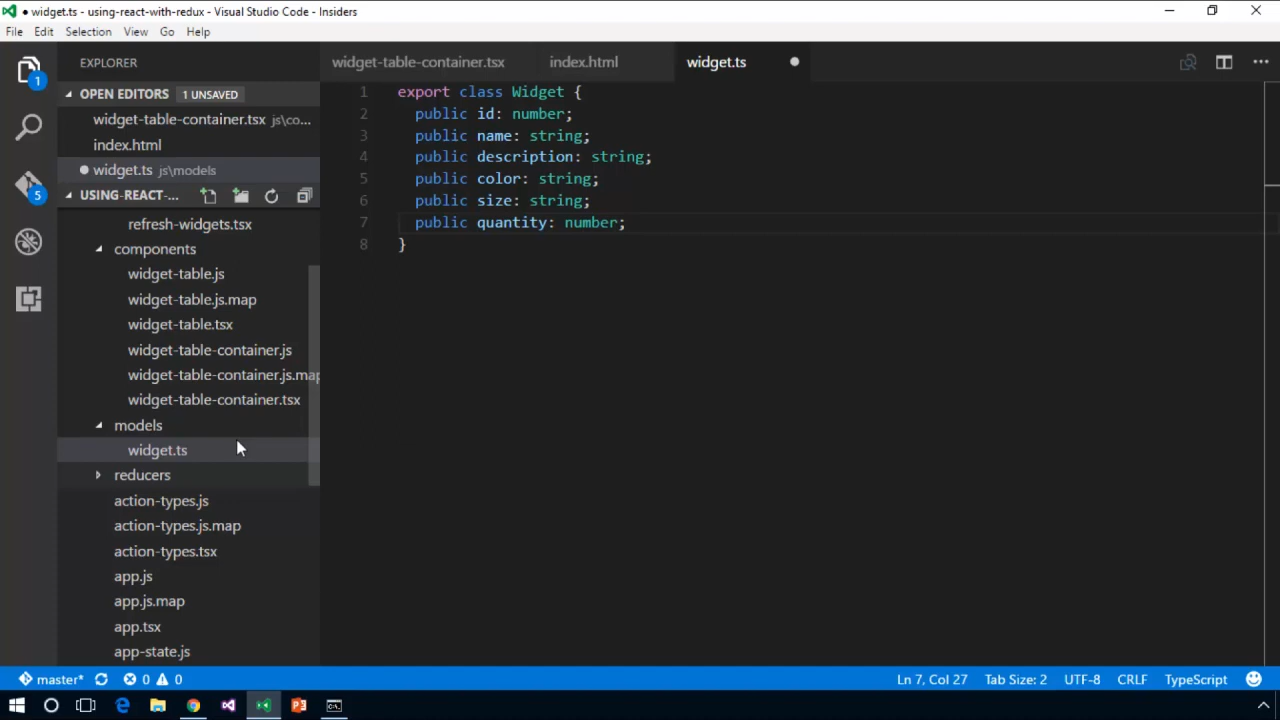 ● widget.ts - using-react-with-redux - Visual Studio Code - Insiders
File Edit Selection View Go Help
EXPLORER
widget-table-container.tsx index.html widget.ts ●
OPEN EDITORS 1 UNSAVED
widget-table-container.tsx js\co...
index.html
● widget.ts js\models
USING-REACT-...
refresh-widgets.tsx
components
widget-table.js
widget-table.js.map
widget-table.tsx
widget-table-container.js
widget-table-container.js.map
widget-table-container.tsx
models
widget.ts
reducers
action-types.js
action-types.js.map
action-types.tsx
app.js
app.js.map
app.tsx
app-state.js
1
5
1 export class Widget {
2 public id: number;
3 public name: string;
4 public description: string;
5 public color: string;
6 public size: string;
7 public quantity: number;
8 }
master* 0 0 Ln 7, Col 27 Tab Size: 2 UTF-8 CRLF TypeScript